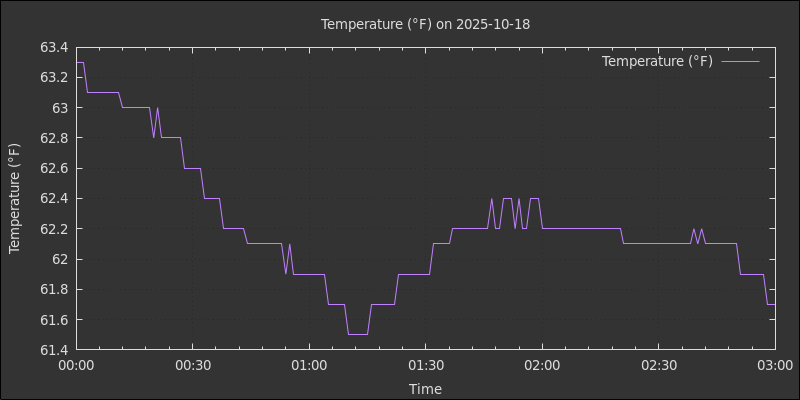 Temperature (°F) on 2025-10-18
Temperature (°F)
63.4
63.2
63
62.8
62.6
62.4
62.2
62
61.8
61.6
61.4
Temperature (°F)
00:00 00:30 01:00 01:30 02:00 02:30 03:00
Time